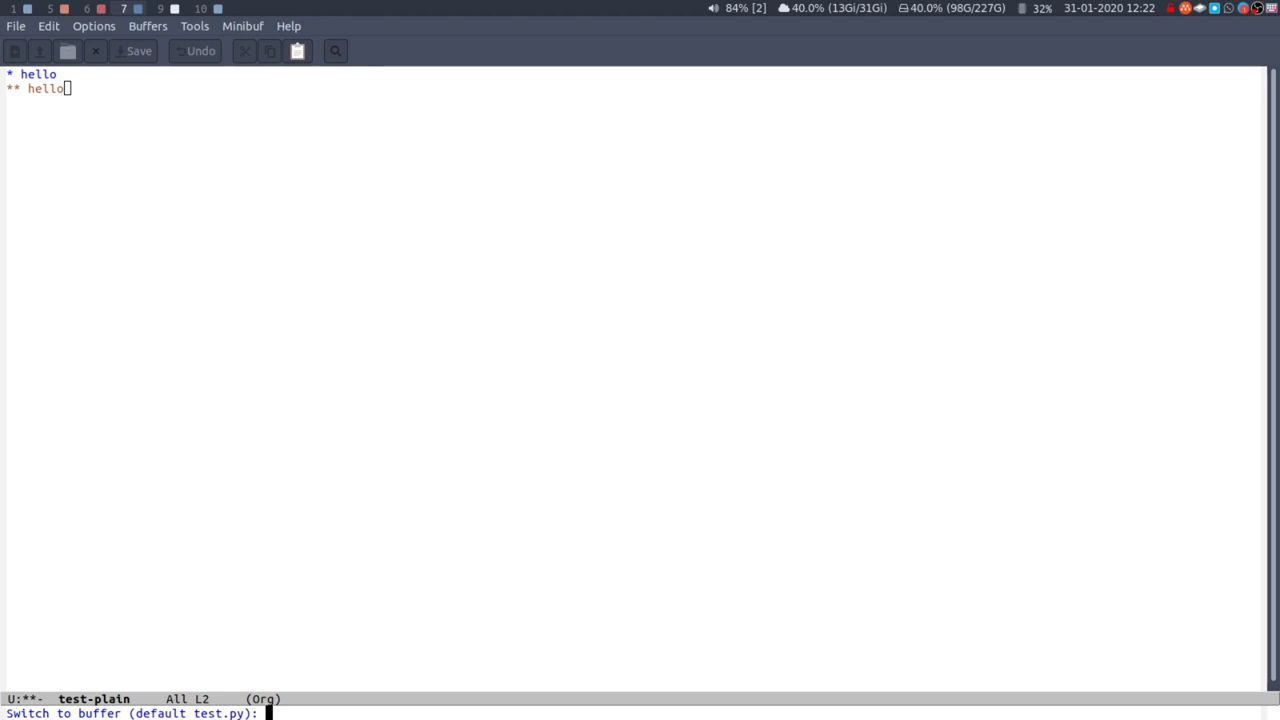 1 5 6 7 9 10 84% [2] 40.0% (13Gi/31Gi) 40.0% (98G/227G) 32% 31-01-2020 12:22
File Edit Options Buffers Tools Minibuf Help
Save Undo
* hello
** hello
U:**- test-plain All L2 (Org)
Switch to buffer (default test.py):